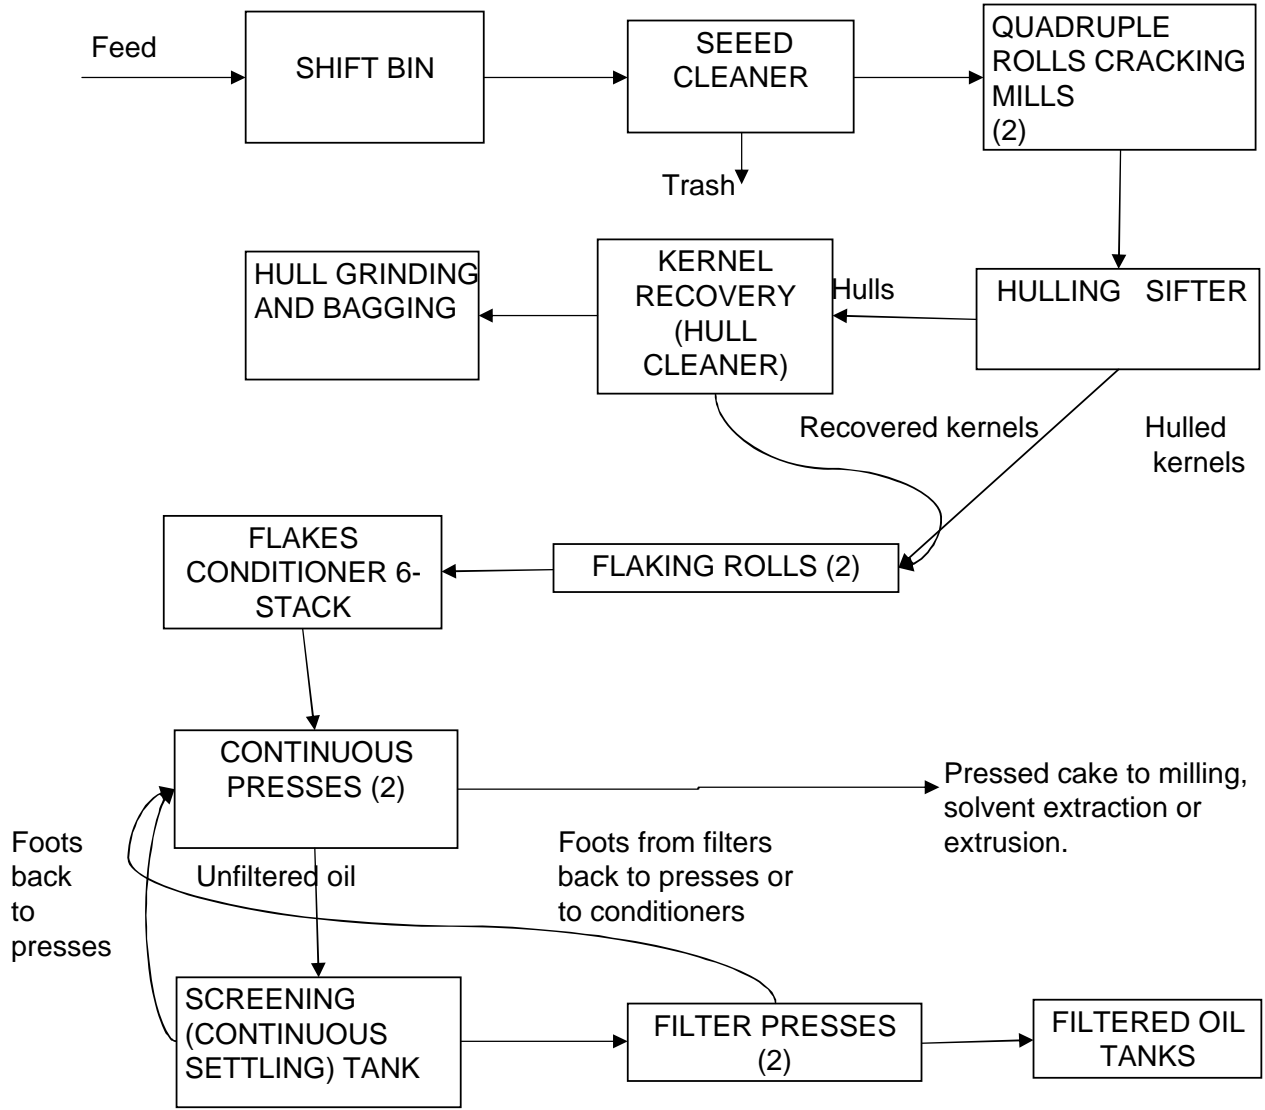 Feed
SHIFT BIN
SEEED
CLEANER
QUADRUPLE
ROLLS CRACKING
MILLS
(2)
Trash
HULL GRINDING
AND BAGGING
KERNEL
RECOVERY
(HULL
CLEANER)
Hulls
HULLING SIFTER
Recovered kernels
Hulled
kernels
FLAKES
CONDITIONER 6-
STACK
FLAKING ROLLS (2)
CONTINUOUS
PRESSES (2)
Pressed cake to milling,
solvent extraction or
extrusion.
Foots
back
to
presses
Unfiltered oil
Foots from filters
back to presses or
to conditioners
SCREENING
(CONTINUOUS
SETTLING) TANK
FILTER PRESSES
(2)
FILTERED OIL
TANKS